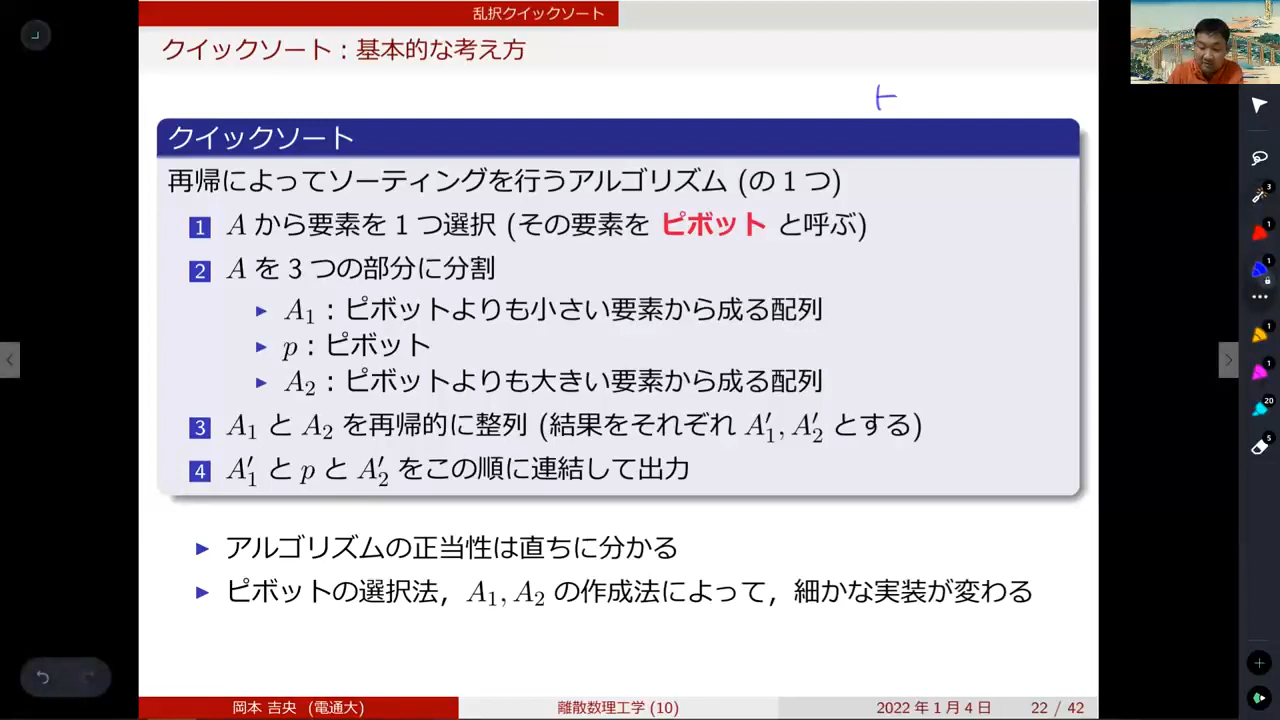 乱択クイックソート
クイックソート：基本的な考え方
クイックソート
再帰によってソーティングを行うアルゴリズム (の 1 つ)
1 A から要素を 1 つ選択 (その要素を ピボット と呼ぶ)
2 A を 3 つの部分に分割
▶ A₁：ピボットよりも小さい要素から成る配列
▶ p：ピボット
▶ A₂：ピボットよりも大きい要素から成る配列
3 A₁ と A₂ を再帰的に整列 (結果をそれぞれ A′₁, A′₂ とする)
4 A′₁ と p と A′₂ をこの順に連結して出力
▶ アルゴリズムの正当性は直ちに分かる
▶ ピボットの選択法，A₁, A₂ の作成法によって，細かな実装が変わる
岡本 吉央 (電通大) 離散数理工学 (10) 2022 年 1 月 4 日 22 / 42
3
1
1
1
1
20
5